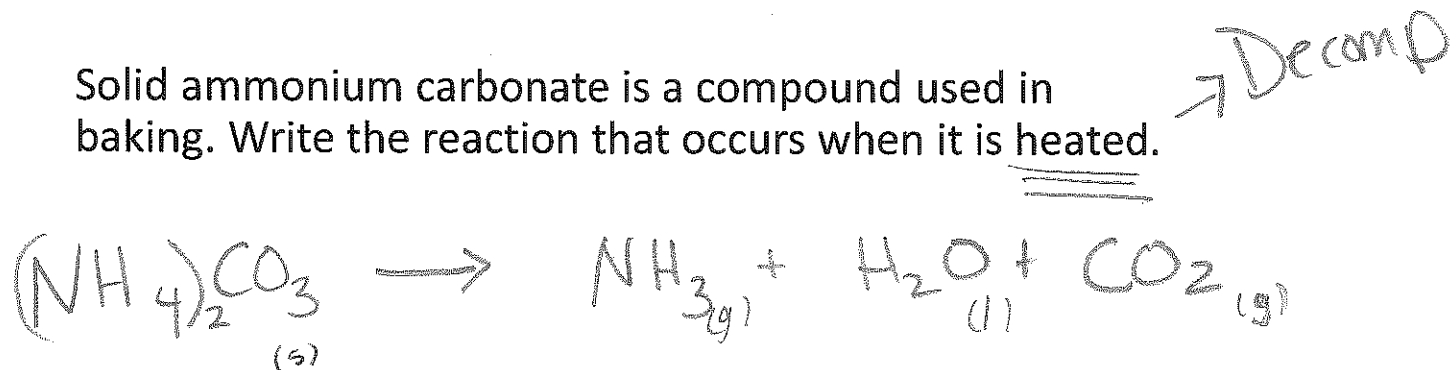 Decomp
Solid ammonium carbonate is a compound used in
baking. Write the reaction that occurs when it is heated.
(NH₄)₂CO₃(s) → NH₃(g) + H₂O(l) + CO₂(g)